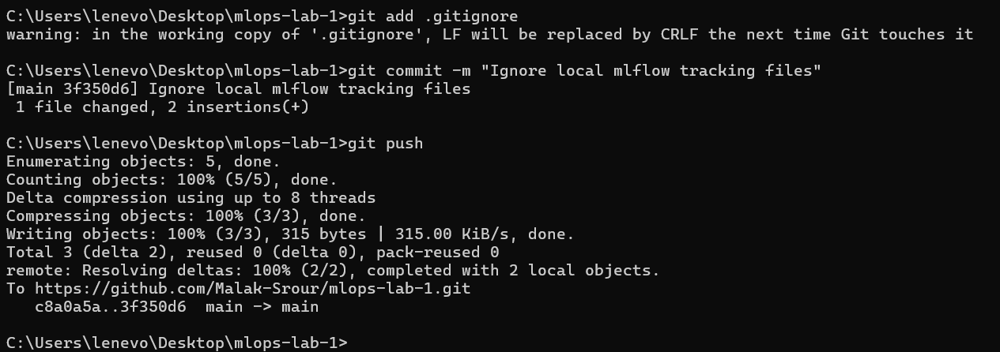 C:\Users\lenevo\Desktop\mlops-lab-1>git add .gitignore
warning: in the working copy of '.gitignore', LF will be replaced by CRLF the next time Git touches it
C:\Users\lenevo\Desktop\mlops-lab-1>git commit -m "Ignore local mlflow tracking files"
[main 3f350d6] Ignore local mlflow tracking files
 1 file changed, 2 insertions(+)
C:\Users\lenevo\Desktop\mlops-lab-1>git push
Enumerating objects: 5, done.
Counting objects: 100% (5/5), done.
Delta compression using up to 8 threads
Compressing objects: 100% (3/3), done.
Writing objects: 100% (3/3), 315 bytes | 315.00 KiB/s, done.
Total 3 (delta 2), reused 0 (delta 0), pack-reused 0
remote: Resolving deltas: 100% (2/2), completed with 2 local objects.
To https://github.com/Malak-Srour/mlops-lab-1.git
   c8a0a5a..3f350d6  main -> main
C:\Users\lenevo\Desktop\mlops-lab-1>